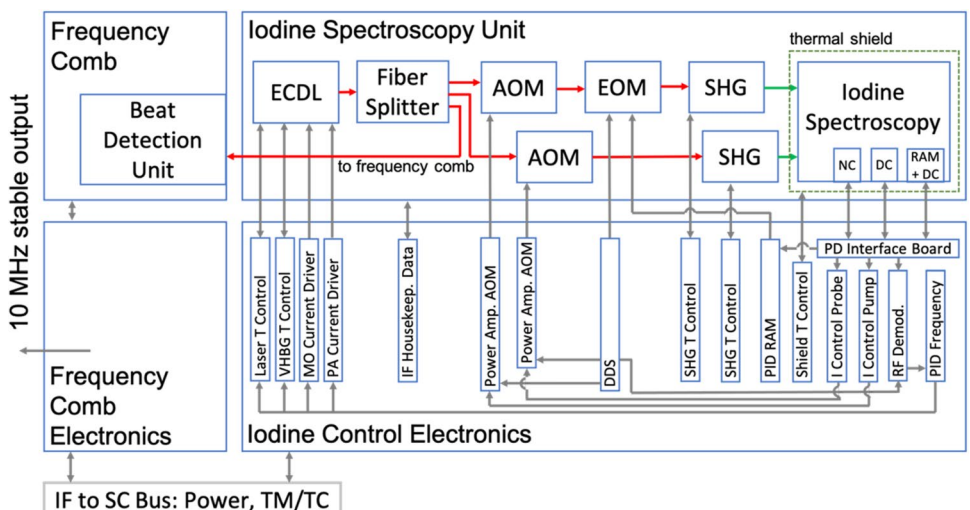 10 MHz stable output
Frequency
Comb
Beat
Detection
Unit
Iodine Spectroscopy Unit
thermal shield
ECDL
Fiber
Splitter
AOM
EOM
SHG
Iodine
Spectroscopy
AOM
SHG
to frequency comb
NC
DC
RAM
+ DC
Frequency
Comb
Electronics
Laser T Control
VHBG T Control
MO Current Driver
PA Current Driver
IF Housekeep. Data
Power Amp. AOM
Power Amp. AOM
DDS
SHG T Control
SHG T Control
PID RAM
Shield T Control
PD Interface Board
I Control Probe
I Control Pump
RF Demod.
PID Frequency
Iodine Control Electronics
IF to SC Bus: Power, TM/TC